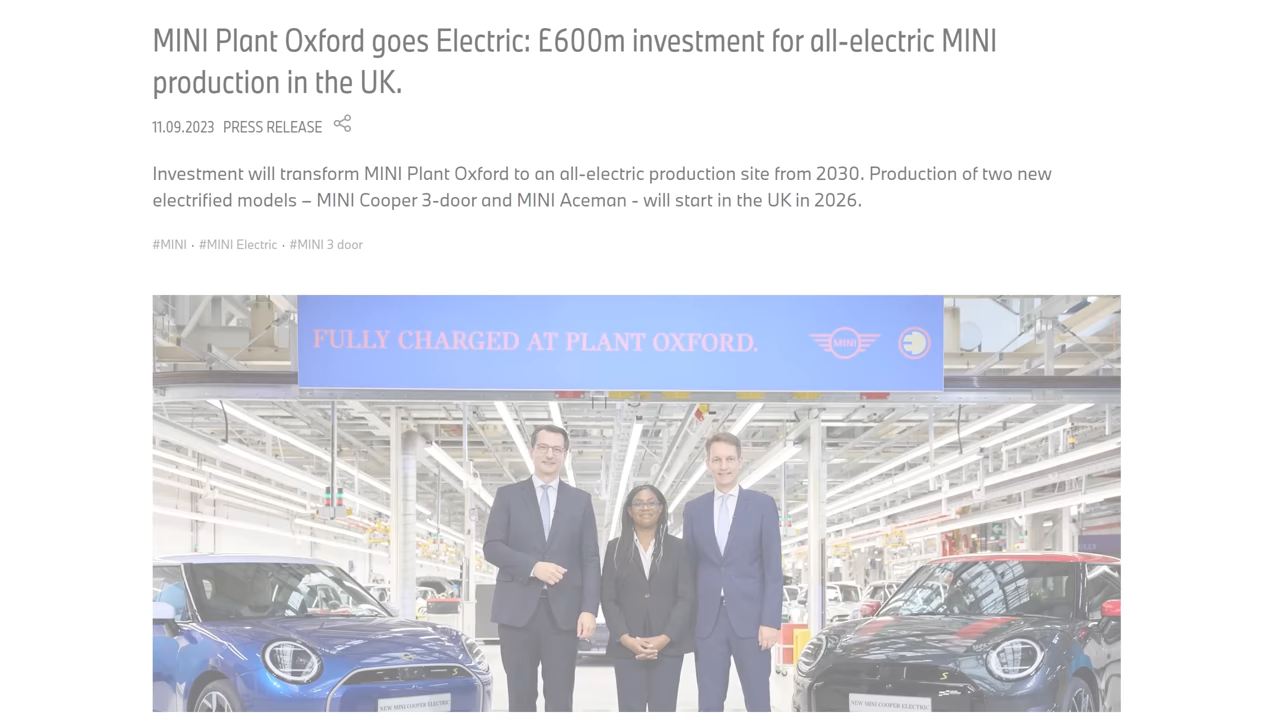 MINI Plant Oxford goes Electric: £600m investment for all-electric MINI
production in the UK.
11.09.2023 PRESS RELEASE
Investment will transform MINI Plant Oxford to an all-electric production site from 2030. Production of two new
electrified models – MINI Cooper 3-door and MINI Aceman - will start in the UK in 2026.
#MINI · #MINI Electric · #MINI 3 door
FULLY CHARGED AT PLANT OXFORD.
MINI
NEW MINI COOPER ELECTRIC
NEW MINI COOPER ELECTRIC